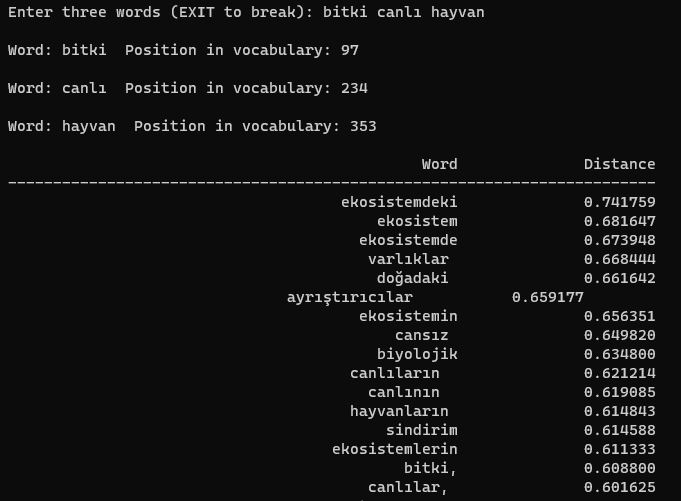 Enter three words (EXIT to break): bitki canlı hayvan
Word: bitki  Position in vocabulary: 97
Word: canlı  Position in vocabulary: 234
Word: hayvan  Position in vocabulary: 353
Word Distance
------------------------------------------------------------------------
ekosistemdeki 0.741759
ekosistem 0.681647
ekosistemde 0.673948
varlıklar 0.668444
doğadaki 0.661642
ayrıştırıcılar 0.659177
ekosistemin 0.656351
cansız 0.649820
biyolojik 0.634800
canlıların 0.621214
canlının 0.619085
hayvanların 0.614843
sindirim 0.614588
ekosistemlerin 0.611333
bitki, 0.608800
canlılar, 0.601625